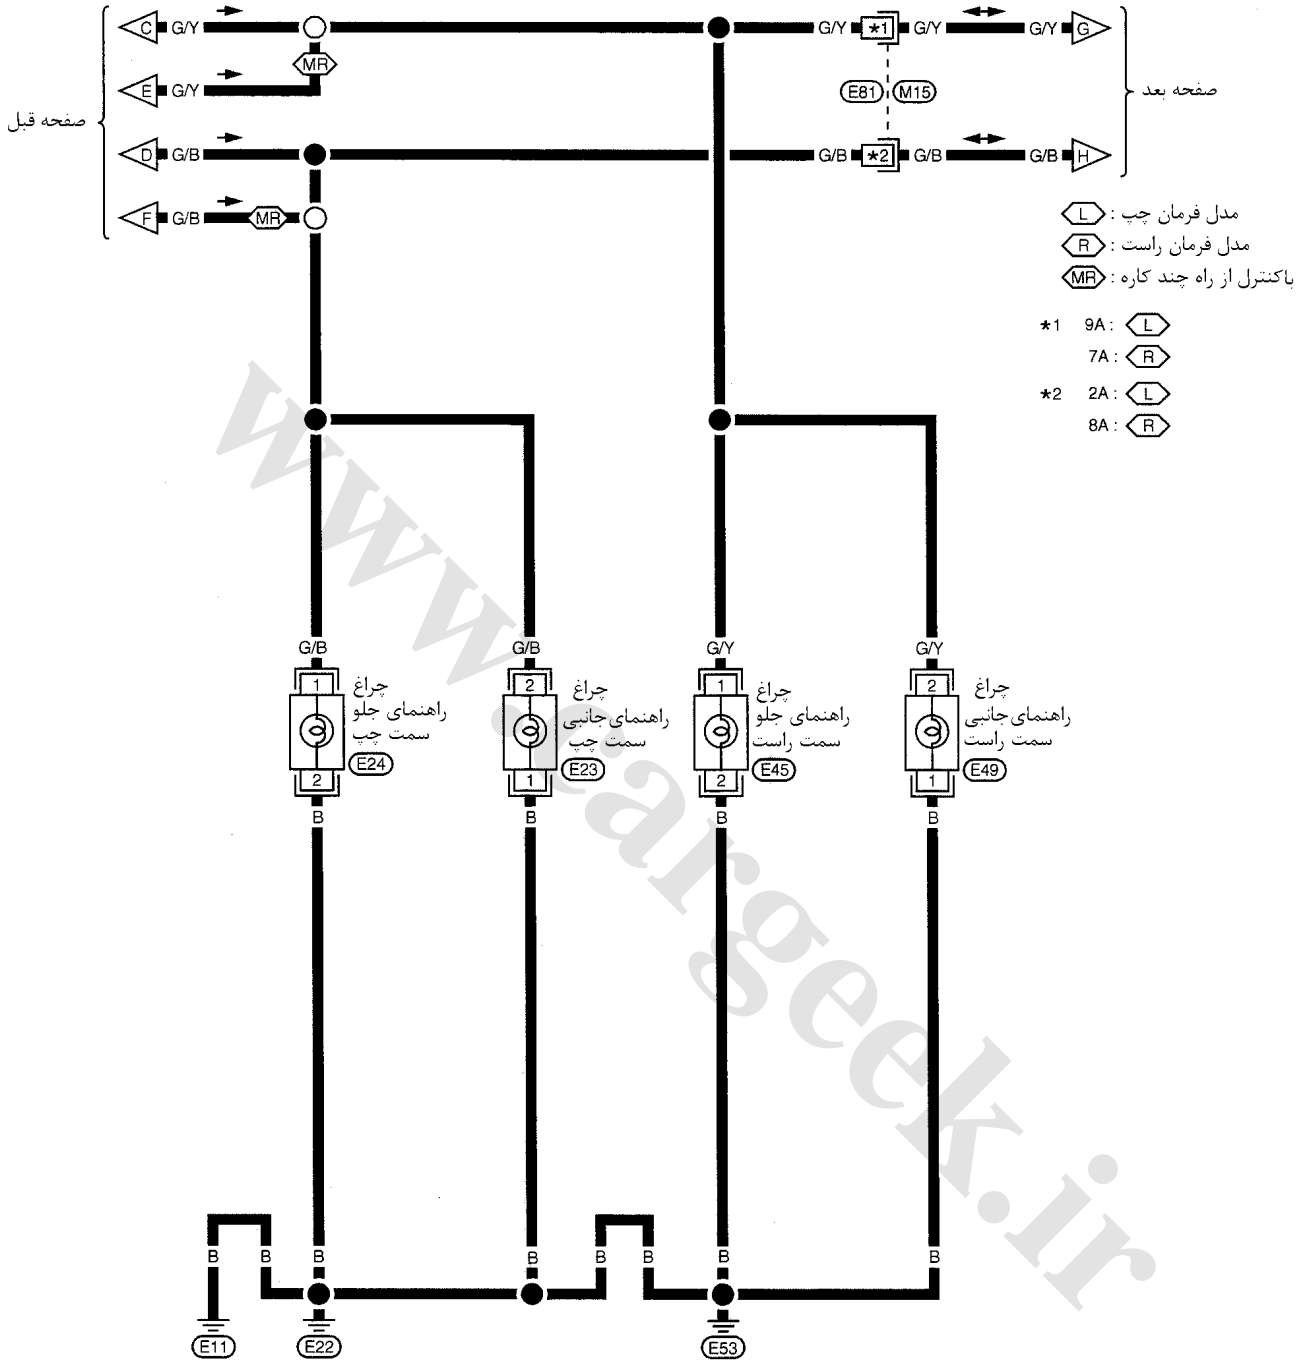 C G/Y G/Y *1 G/Y G/Y G
MR
E G/Y
E81 M15
صفحه قبل
صفحه بعد
D G/B G/B *2 G/B G/B H
F G/B MR
L : مدل فرمان چپ
R : مدل فرمان راست
MR : باکنترل از راه چند کاره
*1 9A : L
7A : R
*2 2A : L
8A : R
www.cargeek.ir
G/B G/B G/Y G/Y
1 2 1 2
چراغ
راهنمای جلو
سمت چپ
E24
چراغ
راهنمای جانبی
سمت چپ
E23
چراغ
راهنمای جلو
سمت راست
E45
چراغ
راهنمای جانبی
سمت راست
E49
2 1 2 1
B B B B
B B B B B B B B
E11 E22 E53